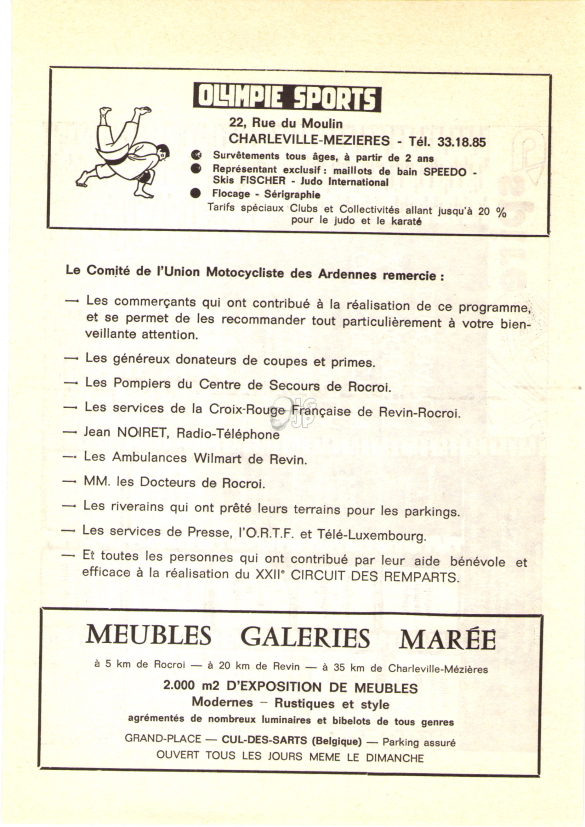 OLYMPIE SPORTS
22, Rue du Moulin
CHARLEVILLE-MEZIERES - Tél. 33.18.85
Survêtements tous âges, à partir de 2 ans
Représentant exclusif : maillots de bain SPEEDO -
Skis FISCHER - Judo International
Flocage - Sérigraphie
Tarifs spéciaux Clubs et Collectivités allant jusqu'à 20 %
pour le judo et le karaté
Le Comité de l'Union Motocycliste des Ardennes remercie :
— Les commerçants qui ont contribué à la réalisation de ce programme,
et se permet de les recommander tout particulièrement à votre bien-
veillante attention.
— Les généreux donateurs de coupes et primes.
— Les Pompiers du Centre de Secours de Rocroi.
— Les services de la Croix-Rouge Française de Revin-Rocroi.
— Jean NOIRET, Radio-Téléphone
— Les Ambulances Wilmart de Revin.
— MM. les Docteurs de Rocroi.
— Les riverains qui ont prêté leurs terrains pour les parkings.
— Les services de Presse, l'O.R.T.F. et Télé-Luxembourg.
— Et toutes les personnes qui ont contribué par leur aide bénévole et
efficace à la réalisation du XXII° CIRCUIT DES REMPARTS.
MEUBLES GALERIES MARÉE
à 5 km de Rocroi — à 20 km de Revin — à 35 km de Charleville-Mézières
2.000 m2 D'EXPOSITION DE MEUBLES
Modernes - Rustiques et style
agrémentés de nombreux luminaires et bibelots de tous genres
GRAND-PLACE — CUL-DES-SARTS (Belgique) — Parking assuré
OUVERT TOUS LES JOURS MEME LE DIMANCHE